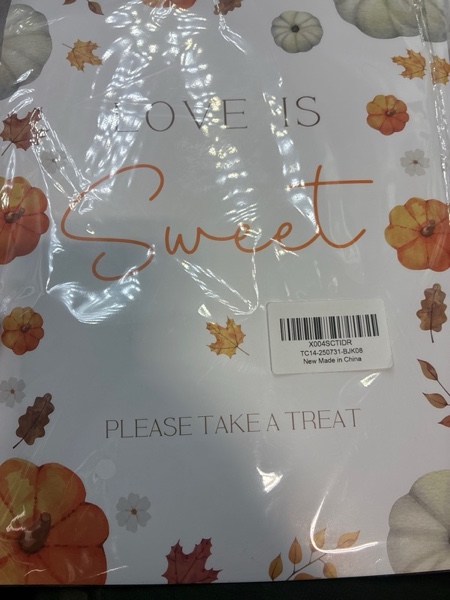 LOVE IS
Sweet
X004SCTIDR
TC14-250731-BJK08
New Made in China
PLEASE TAKE A TREAT